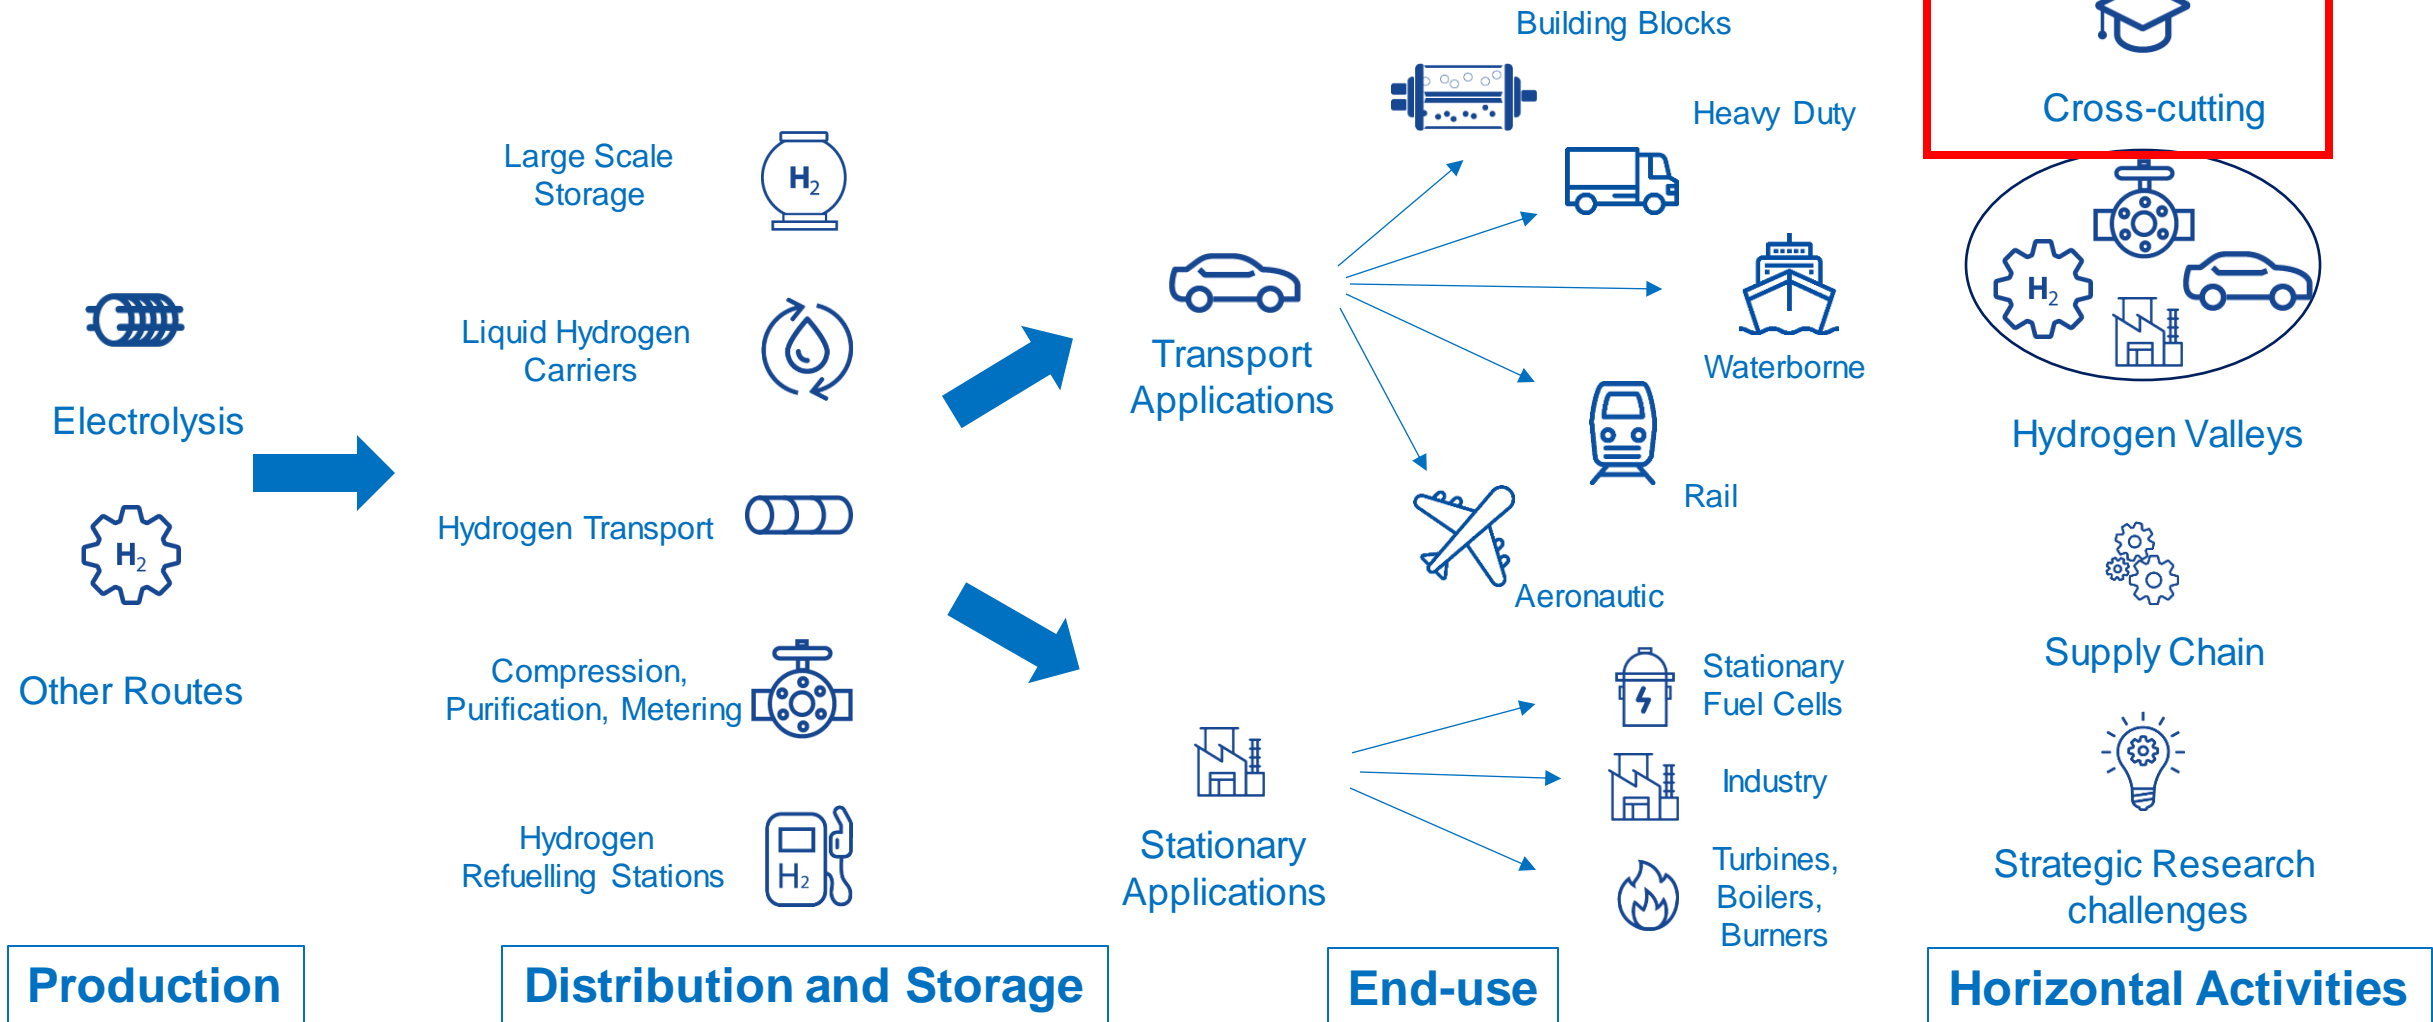 Electrolysis
H2
Other Routes
Production
Large Scale
Storage
H2
Liquid Hydrogen
Carriers
Hydrogen Transport
Compression,
Purification, Metering
Hydrogen
Refuelling Stations
H2
Distribution and Storage
Transport
Applications
Building Blocks
Heavy Duty
Waterborne
Rail
Aeronautic
Stationary
Applications
Stationary
Fuel Cells
Industry
Turbines,
Boilers,
Burners
End-use
Cross-cutting
H2
Hydrogen Valleys
Supply Chain
Strategic Research
challenges
Horizontal Activities